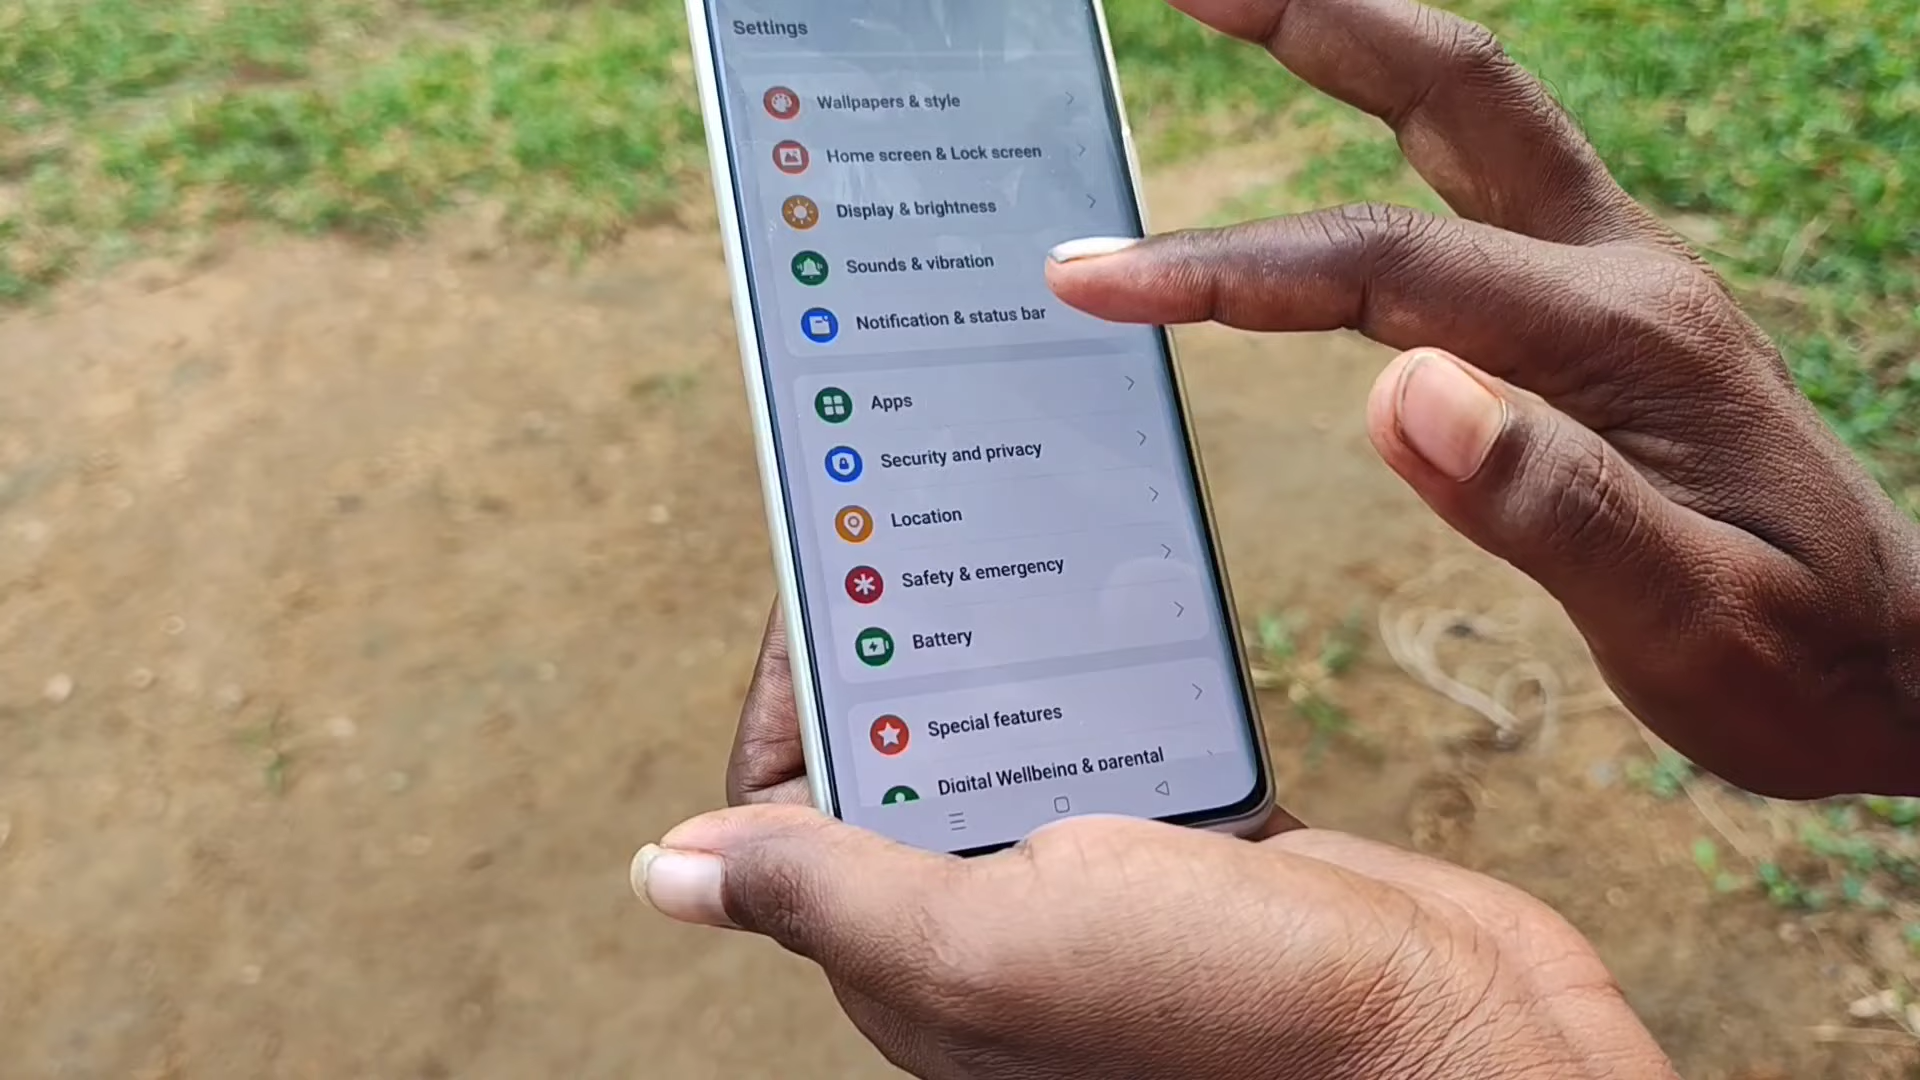 Settings
Wallpapers & style
Home screen & Lock screen
Display & brightness
Sounds & vibration
Notification & status bar
Apps
Security and privacy
Location
Safety & emergency
Battery
Special features
Digital Wellbeing & parental